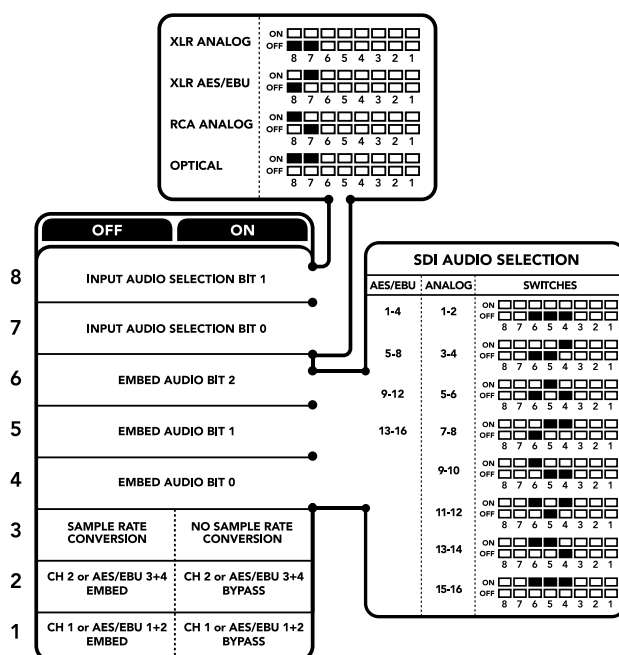 XLR ANALOG
ON
OFF
8 7 6 5 4 3 2 1
XLR AES/EBU
ON
OFF
8 7 6 5 4 3 2 1
RCA ANALOG
ON
OFF
8 7 6 5 4 3 2 1
OPTICAL
ON
OFF
8 7 6 5 4 3 2 1
OFF ON
8 INPUT AUDIO SELECTION BIT 1
7 INPUT AUDIO SELECTION BIT 0
6 EMBED AUDIO BIT 2
5 EMBED AUDIO BIT 1
4 EMBED AUDIO BIT 0
3 SAMPLE RATE CONVERSION NO SAMPLE RATE CONVERSION
2 CH 2 or AES/EBU 3+4 EMBED CH 2 or AES/EBU 3+4 BYPASS
1 CH 1 or AES/EBU 1+2 EMBED CH 1 or AES/EBU 1+2 BYPASS
SDI AUDIO SELECTION
AES/EBU ANALOG SWITCHES
1-4 1-2 ON
OFF
8 7 6 5 4 3 2 1
5-8 3-4 ON
OFF
8 7 6 5 4 3 2 1
9-12 5-6 ON
OFF
8 7 6 5 4 3 2 1
13-16 7-8 ON
OFF
8 7 6 5 4 3 2 1
9-10 ON
OFF
8 7 6 5 4 3 2 1
11-12 ON
OFF
8 7 6 5 4 3 2 1
13-14 ON
OFF
8 7 6 5 4 3 2 1
15-16 ON
OFF
8 7 6 5 4 3 2 1